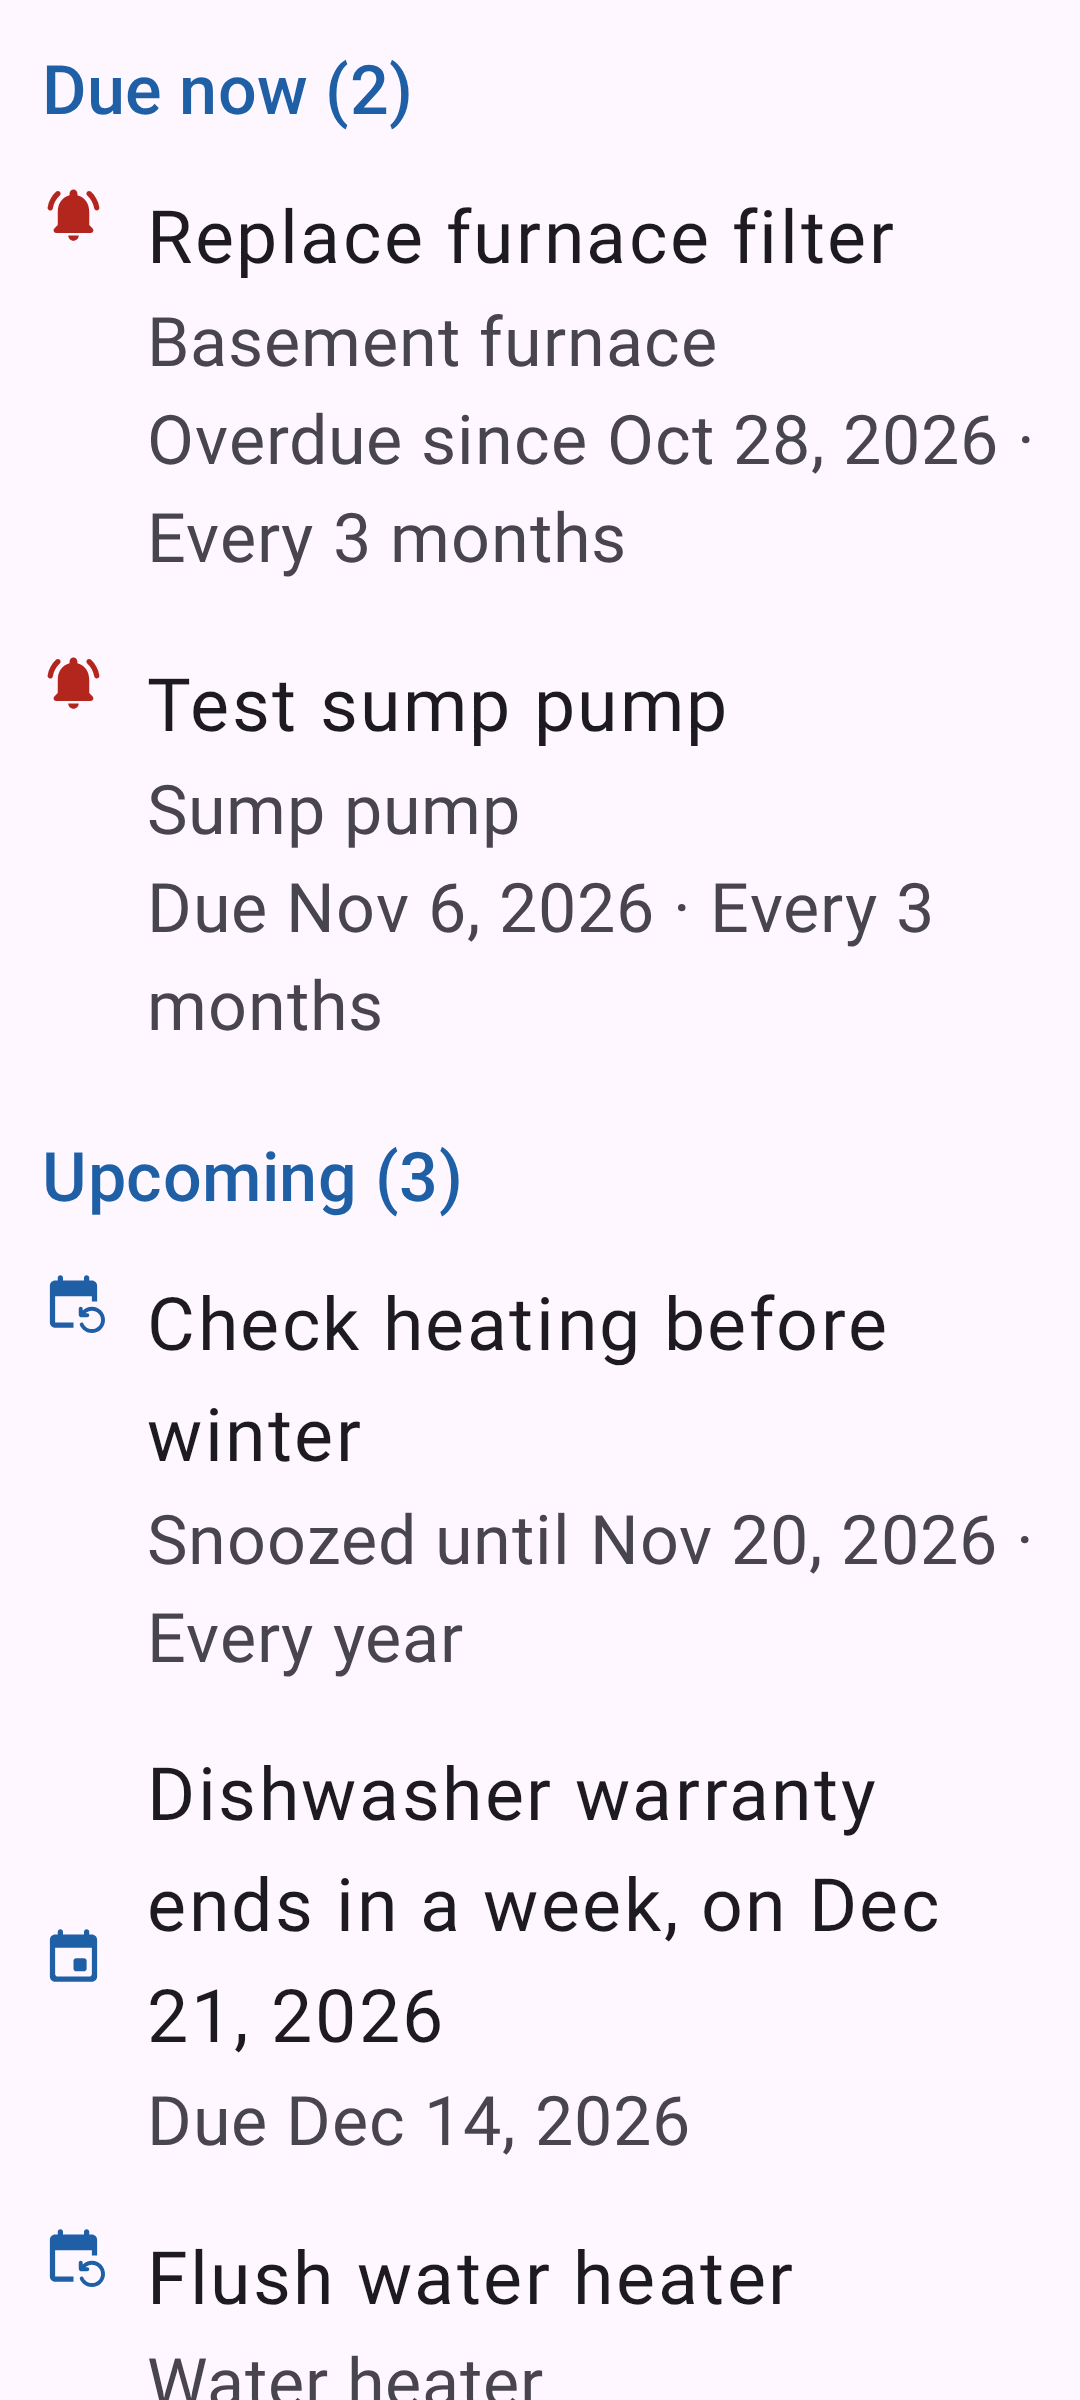 Due now (2)
Replace furnace filter
Basement furnace
Overdue since Oct 28, 2026 ·
Every 3 months
Test sump pump
Sump pump
Due Nov 6, 2026 · Every 3
months
Upcoming (3)
Check heating before
winter
Snoozed until Nov 20, 2026 ·
Every year
Dishwasher warranty
ends in a week, on Dec
21, 2026
Due Dec 14, 2026
Flush water heater
Water heater